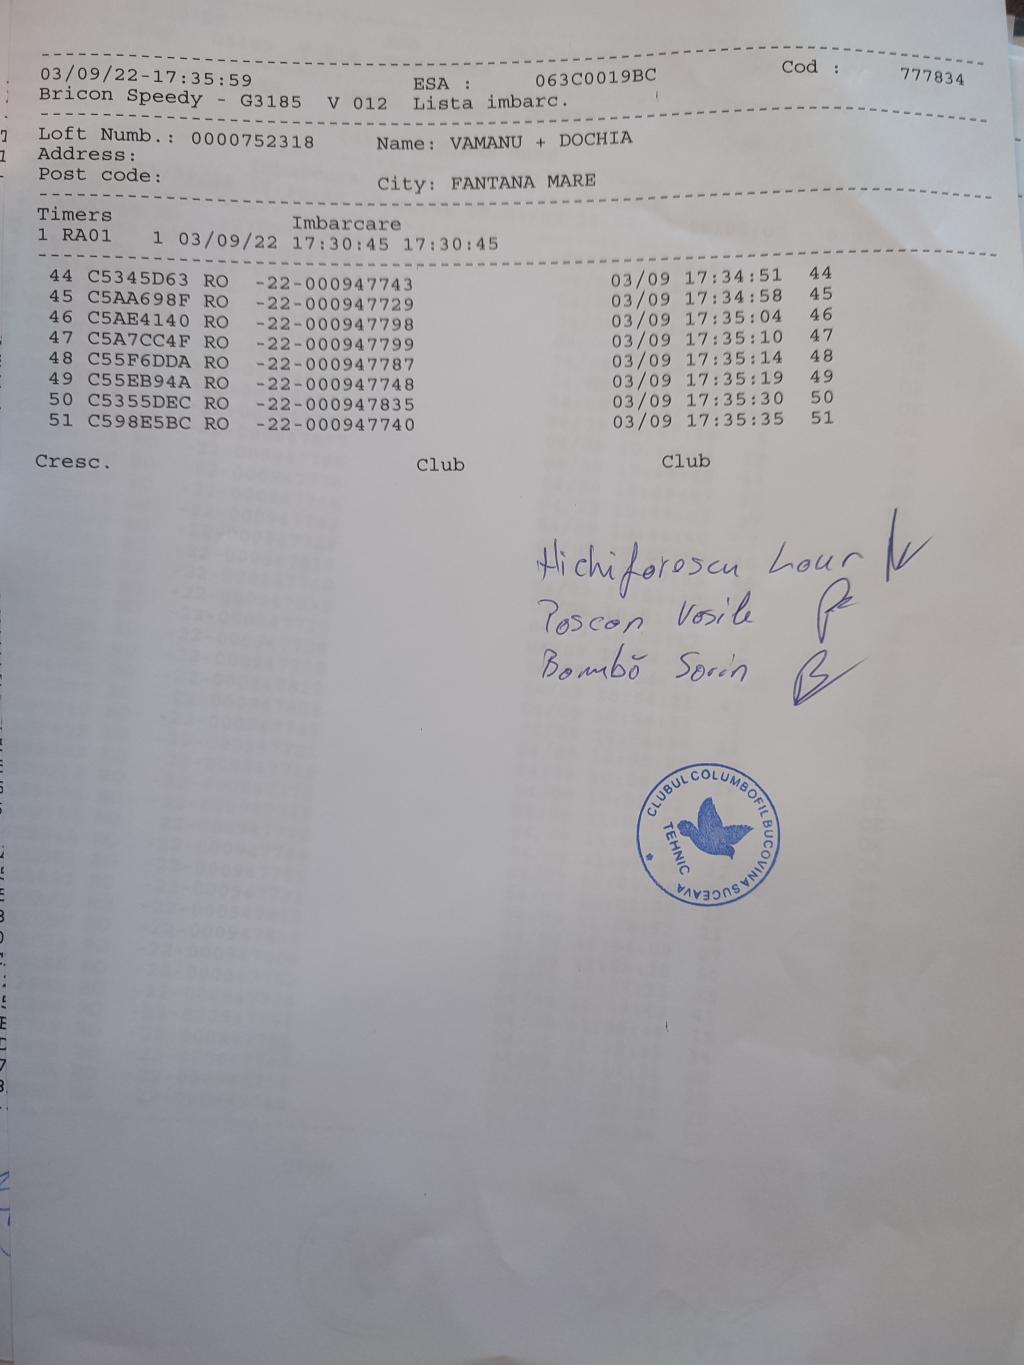 03/09/22-17:35:59 ESA : 063C0019BC Cod : 777834
Bricon Speedy - G3185 V 012 Lista imbarc.
Loft Numb.: 0000752318 Name: VAMANU + DOCHIA
Address:
Post code: City: FANTANA MARE
Timers Imbarcare
1 RA01 1 03/09/22 17:30:45 17:30:45
44 C5345D63 RO -22-000947743 03/09 17:34:51 44
45 C5AA698F RO -22-000947729 03/09 17:34:58 45
46 C5AE4140 RO -22-000947798 03/09 17:35:04 46
47 C5A7CC4F RO -22-000947799 03/09 17:35:10 47
48 C55F6DDA RO -22-000947787 03/09 17:35:14 48
49 C55EB94A RO -22-000947748 03/09 17:35:19 49
50 C5355DEC RO -22-000947835 03/09 17:35:30 50
51 C598E5BC RO -22-000947740 03/09 17:35:35 51
Cresc. Club Club
Hichiforescu
Vasile
Bombă Sorin
CLUBUL COLUMBOFIL BUCOVINA SUCEAVA
TEHNIC